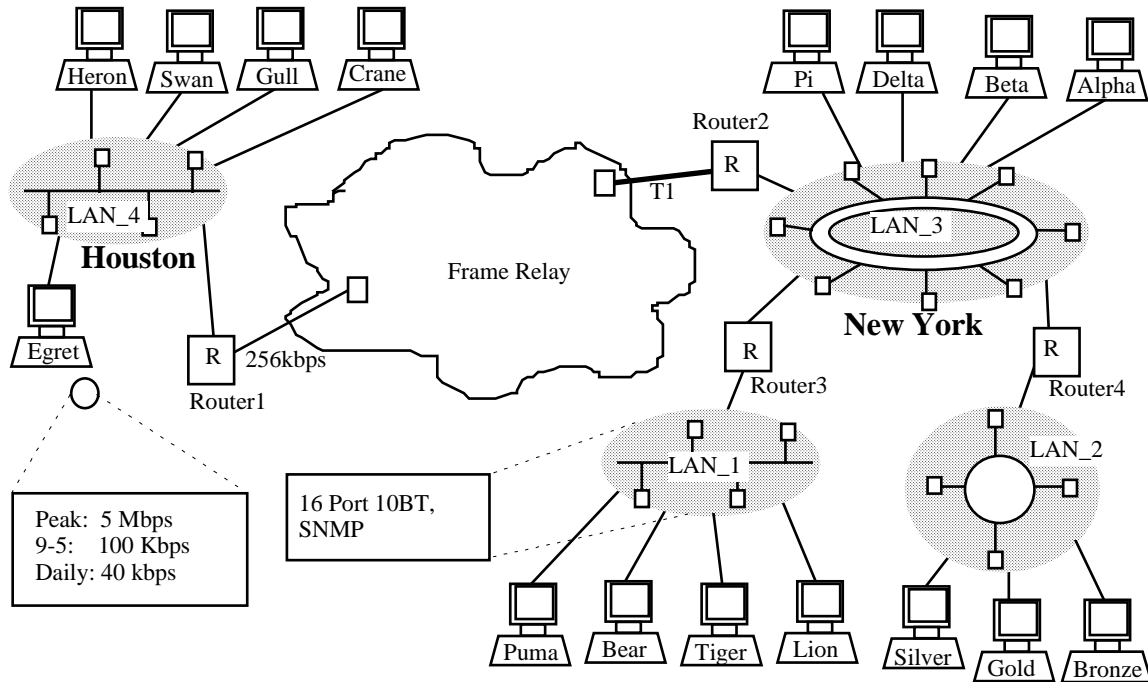 Heron
Swan
Gull
Crane
Pi
Delta
Beta
Alpha
Router2
R
T1
LAN_4
LAN_3
Houston
Frame Relay
New York
Egret
R
256kbps
Router1
R
Router3
R
Router4
LAN_1
LAN_2
Peak: 5 Mbps
9-5: 100 Kbps
Daily: 40 kbps
16 Port 10BT,
SNMP
Puma
Bear
Tiger
Lion
Silver
Gold
Bronze